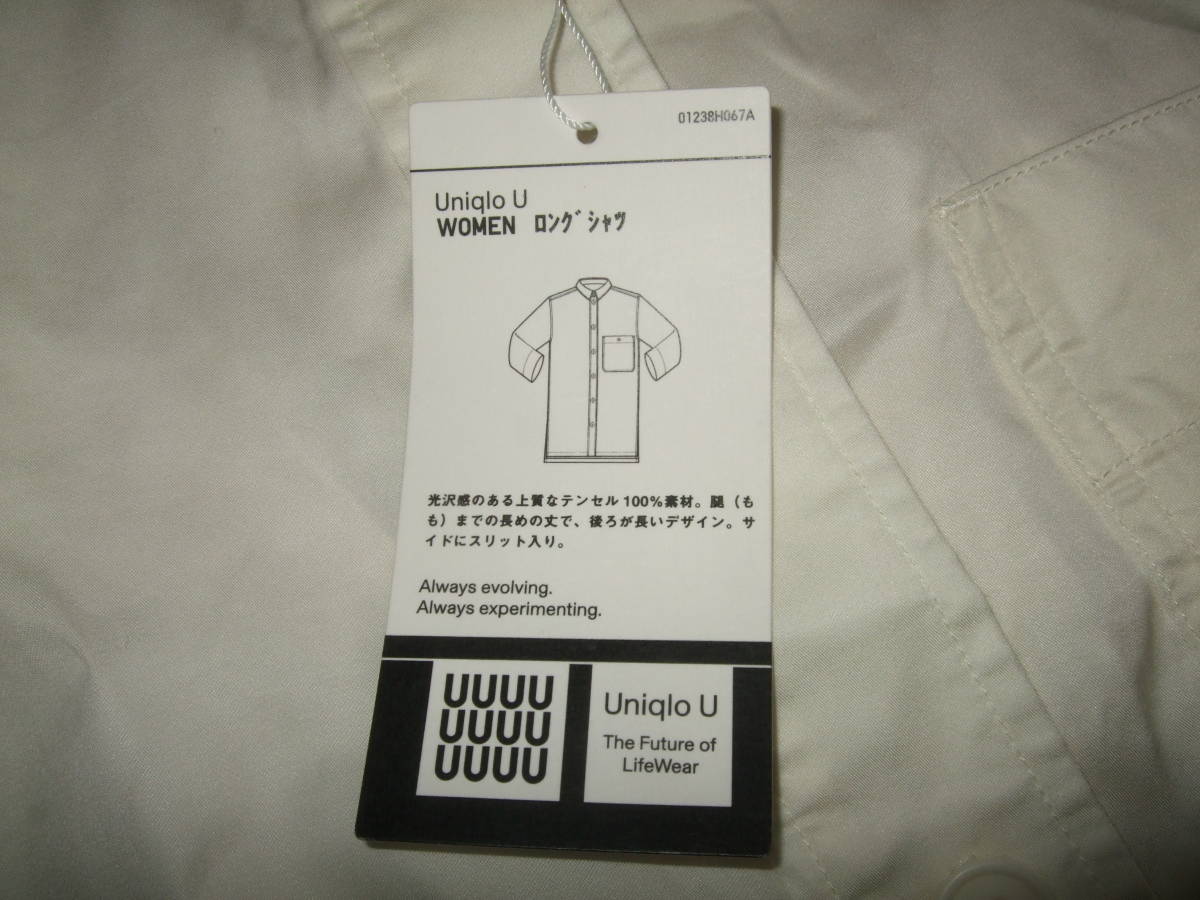 01238H067A
Uniqlo U
WOMEN ﾛﾝｸﾞｼｬﾂ
光沢感のある上質なテンセル100%素材。腿（も
も）までの長めの丈で、後ろが長いデザイン。サ
イドにスリット入り。
Always evolving.
Always experimenting.
UUUU
UUUU
UUUU
Uniqlo U
The Future of
LifeWear